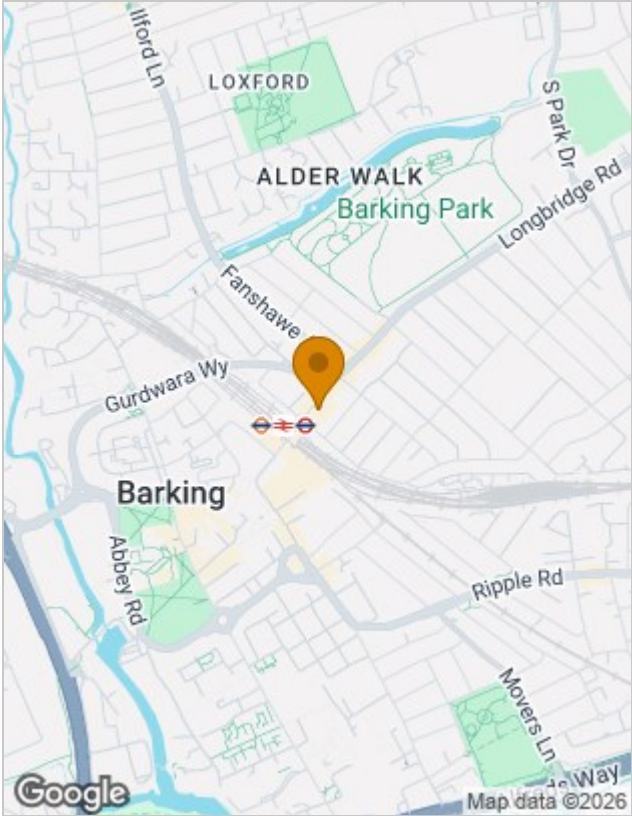 Ilford Ln
LOXFORD
S Park Dr
ALDER WALK
Barking Park
Longbridge Rd
Fanshawe
Gurdwara Wy
Barking
Abbey Rd
Ripple Rd
Movers Ln
Way
Google
Map data ©2026